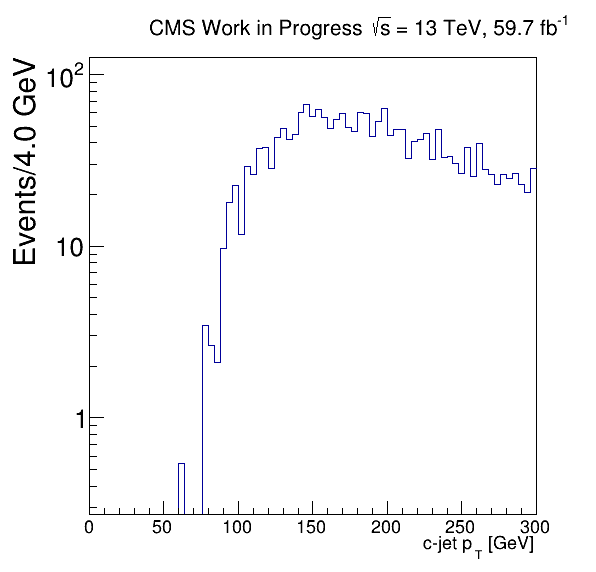 CMS Work in Progress √s = 13 TeV, 59.7 fb⁻¹
Events/4.0 GeV
10²
10
1
0 50 100 150 200 250 300
c-jet p_T [GeV]